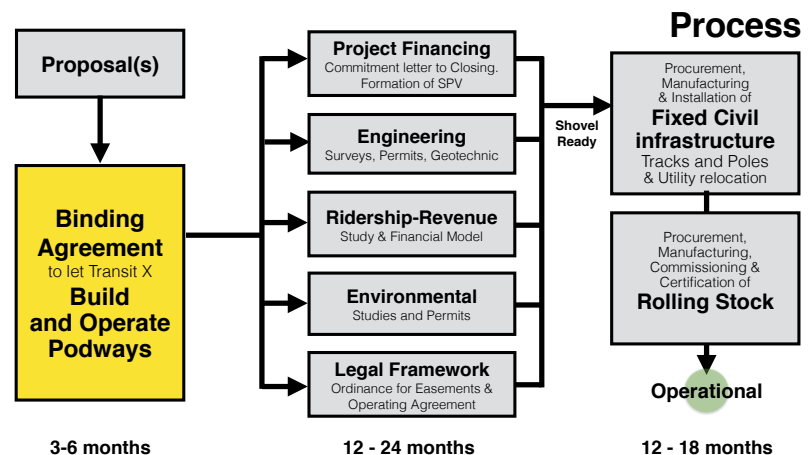 Process
Proposal(s)
Binding
Agreement
to let Transit X
Build
and Operate
Podways
3-6 months
Project Financing
Commitment letter to Closing.
Formation of SPV
Engineering
Surveys, Permits, Geotechnic
Ridership-Revenue
Study & Financial Model
Environmental
Studies and Permits
Legal Framework
Ordinance for Easements &
Operating Agreement
12 - 24 months
Shovel
Ready
Procurement,
Manufacturing
& Installation of
Fixed Civil
infrastructure
Tracks and Poles
& Utility relocation
Procurement,
Manufacturing,
Commissioning &
Certification of
Rolling Stock
Operational
12 - 18 months